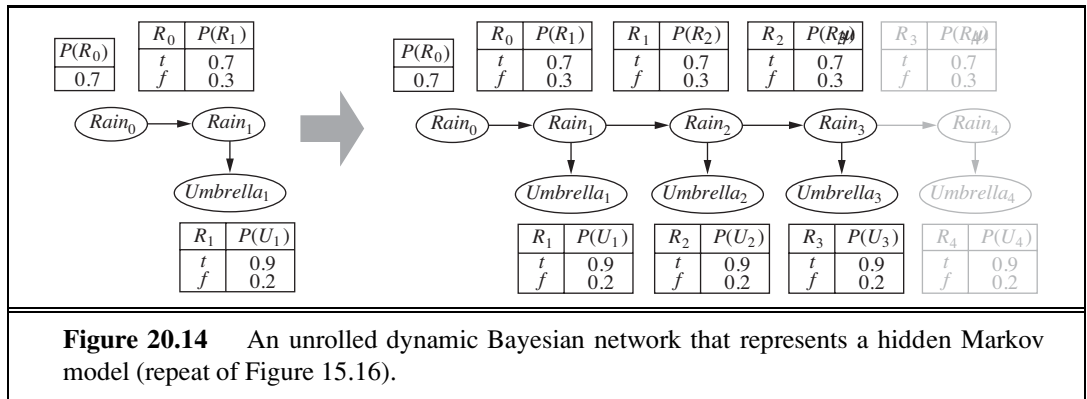 R0 P(R1)
P(R0) t 0.7
0.7 f 0.3
Rain0 Rain1
Umbrella1
R1 P(U1)
t 0.9
f 0.2
P(R0)
0.7
R0 P(R1)
t 0.7
f 0.3
R1 P(R2)
t 0.7
f 0.3
R2
t 0.7
f 0.3
R3
t 0.7
f 0.3
Rain0 Rain1 Rain2 Rain3 Rain4
Umbrella1 Umbrella2 Umbrella3 Umbrella4
R1 P(U1)
t 0.9
f 0.2
R2 P(U2)
t 0.9
f 0.2
R3 P(U3)
t 0.9
f 0.2
R4 P(U4)
t 0.9
f 0.2
Figure 20.14 An unrolled dynamic Bayesian network that represents a hidden Markov
model (repeat of Figure 15.16).